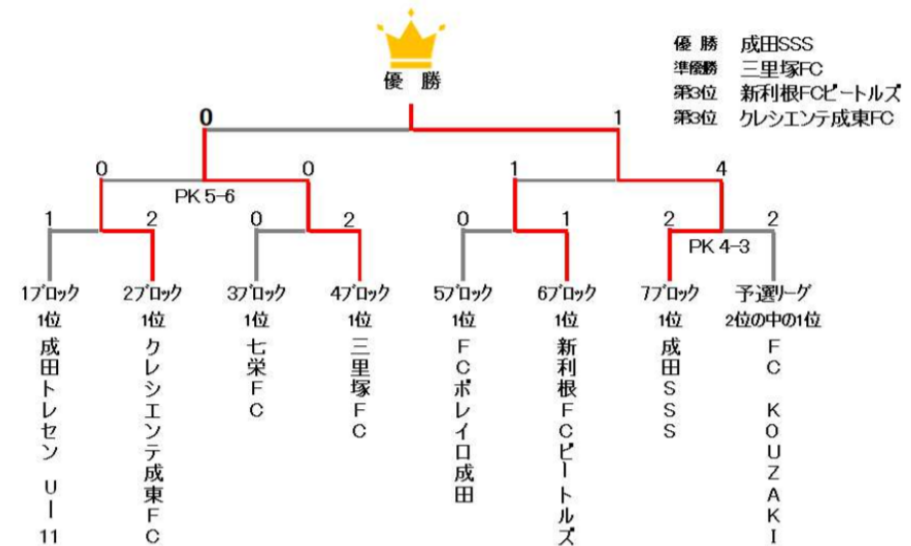 優 勝
優 勝 成田SSS
準優勝 三里塚FC
第3位 新利根FCビートルズ
第3位 クレシエンテ成東FC
0 1
0 0 1 4
PK 5-6
1 2 0 2 0 1 2 2
PK 4-3
1ブロック 2ブロック 3ブロック 4ブロック 5ブロック 6ブロック 7ブロック 予選リーグ
1位 1位 1位 1位 1位 1位 1位 2位の中の1位
成田トレセン U-11
クレシエンテ成東FC
七栄FC
三里塚FC
FCボレイロ成田
新利根FCビートルズ
成田SSS
FC KOUZAKI